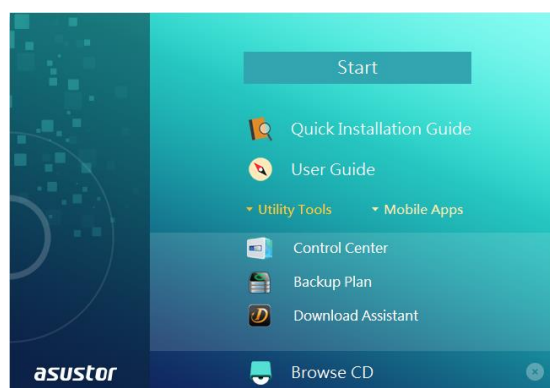 Start
Quick Installation Guide
User Guide
Utility Tools Mobile Apps
Control Center
Backup Plan
Download Assistant
asustor Browse CD